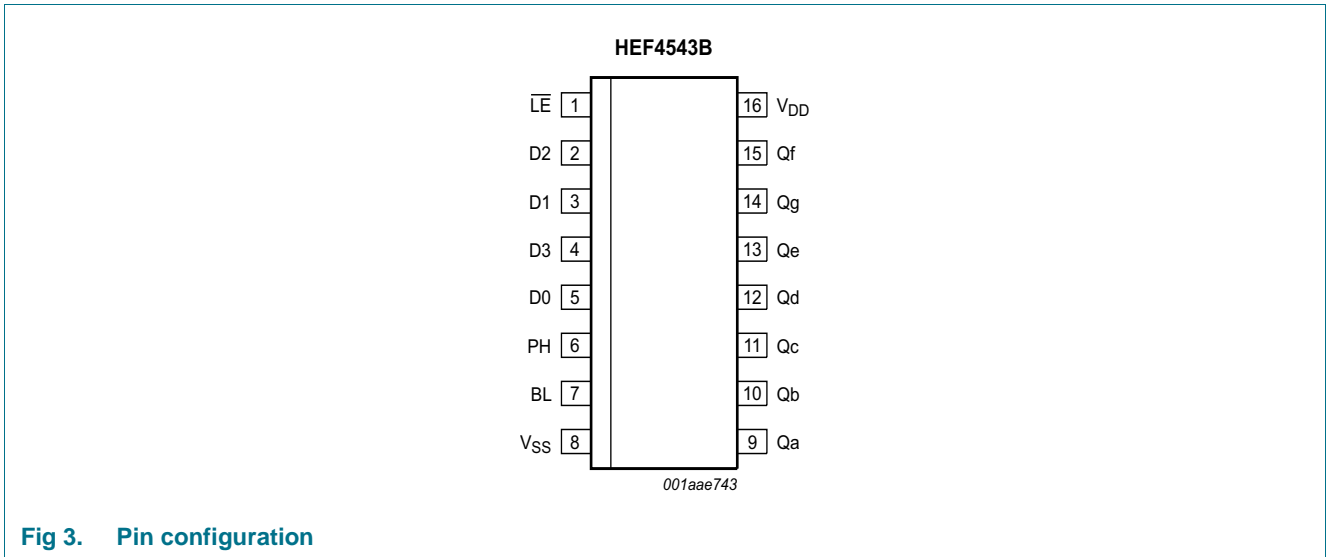 HEF4543B
L̅E̅ 1 16 VDD
D2 2 15 Qf
D1 3 14 Qg
D3 4 13 Qe
D0 5 12 Qd
PH 6 11 Qc
BL 7 10 Qb
VSS 8 9 Qa
001aae743
Fig 3. Pin configuration